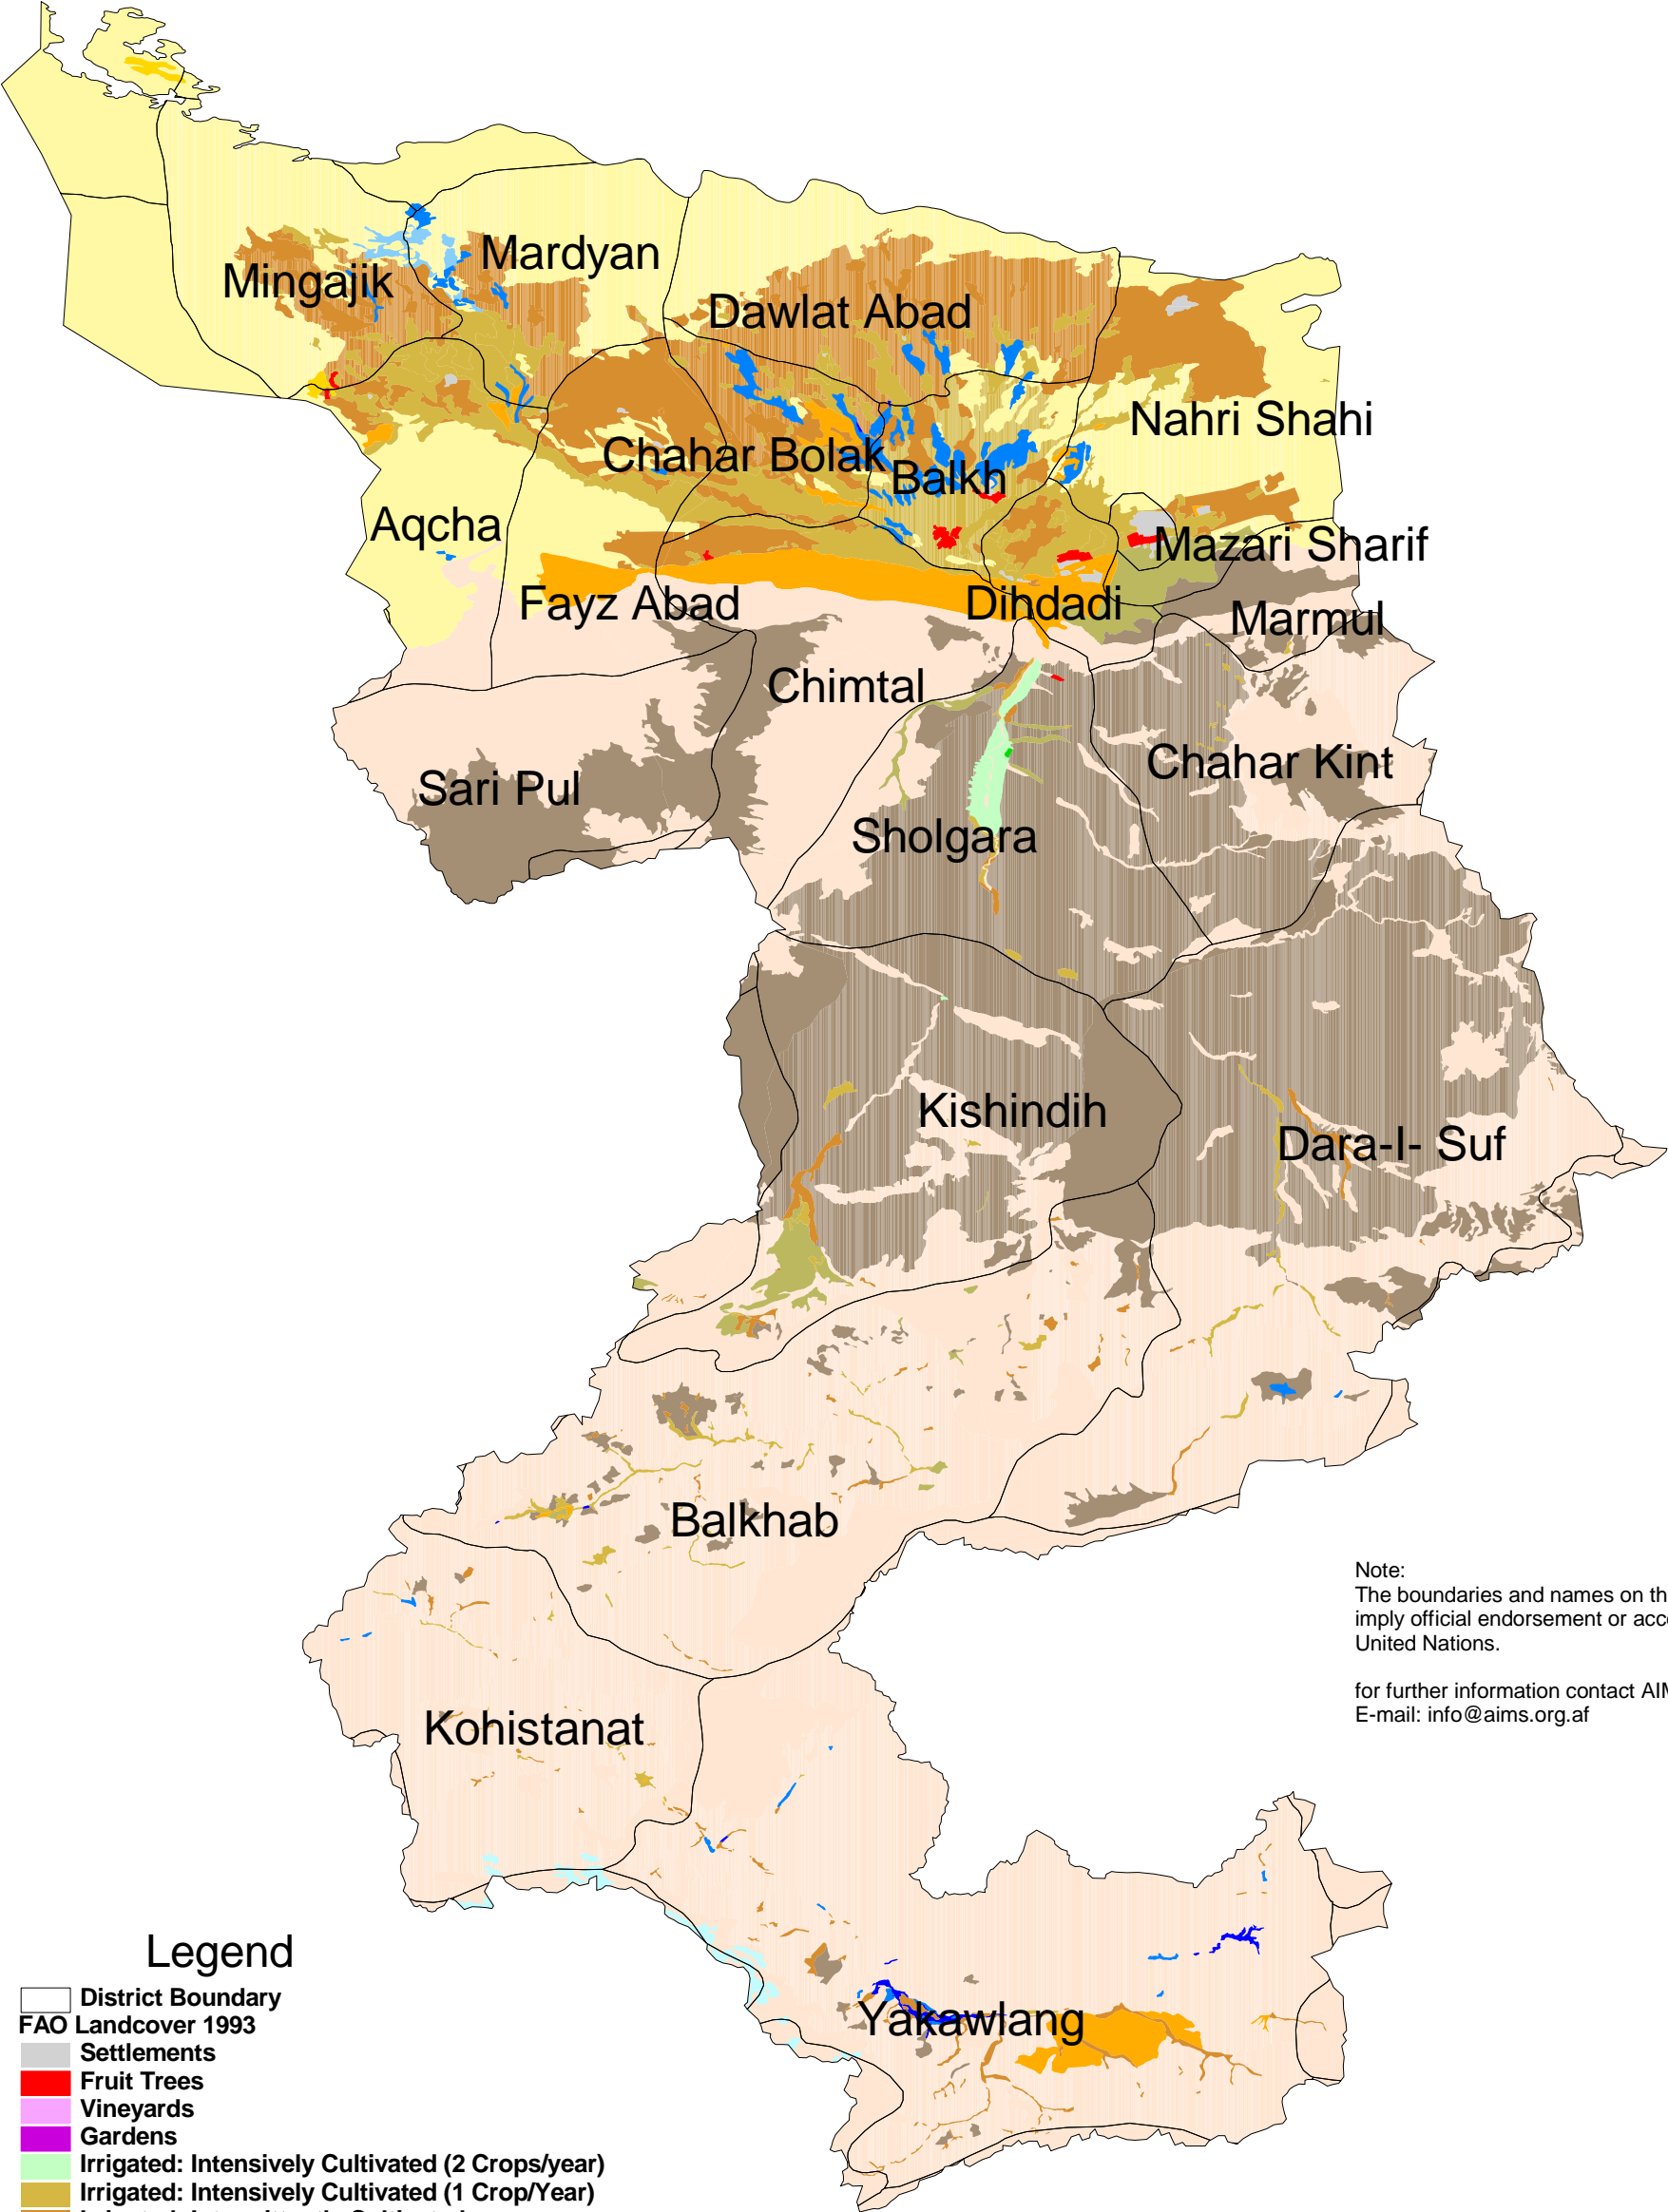 Mardyan
Mingajik
Dawlat Abad
Nahri Shahi
Chahar Bolak
Balkh
Aqcha
Mazari Sharif
Fayz Abad
Dihdadi
Marmul
Chimtal
Chahar Kint
Sari Pul
Sholgara
Kishindih
Dara-I- Suf
Balkhab
Note:
The boundaries and names on th
imply official endorsement or acc
United Nations.
for further information contact AIM
E-mail: info@aims.org.af
Kohistanat
Yakawlang
Legend
District Boundary
FAO Landcover 1993
Settlements
Fruit Trees
Vineyards
Gardens
Irrigated: Intensively Cultivated (2 Crops/year)
Irrigated: Intensively Cultivated (1 Crop/Year)